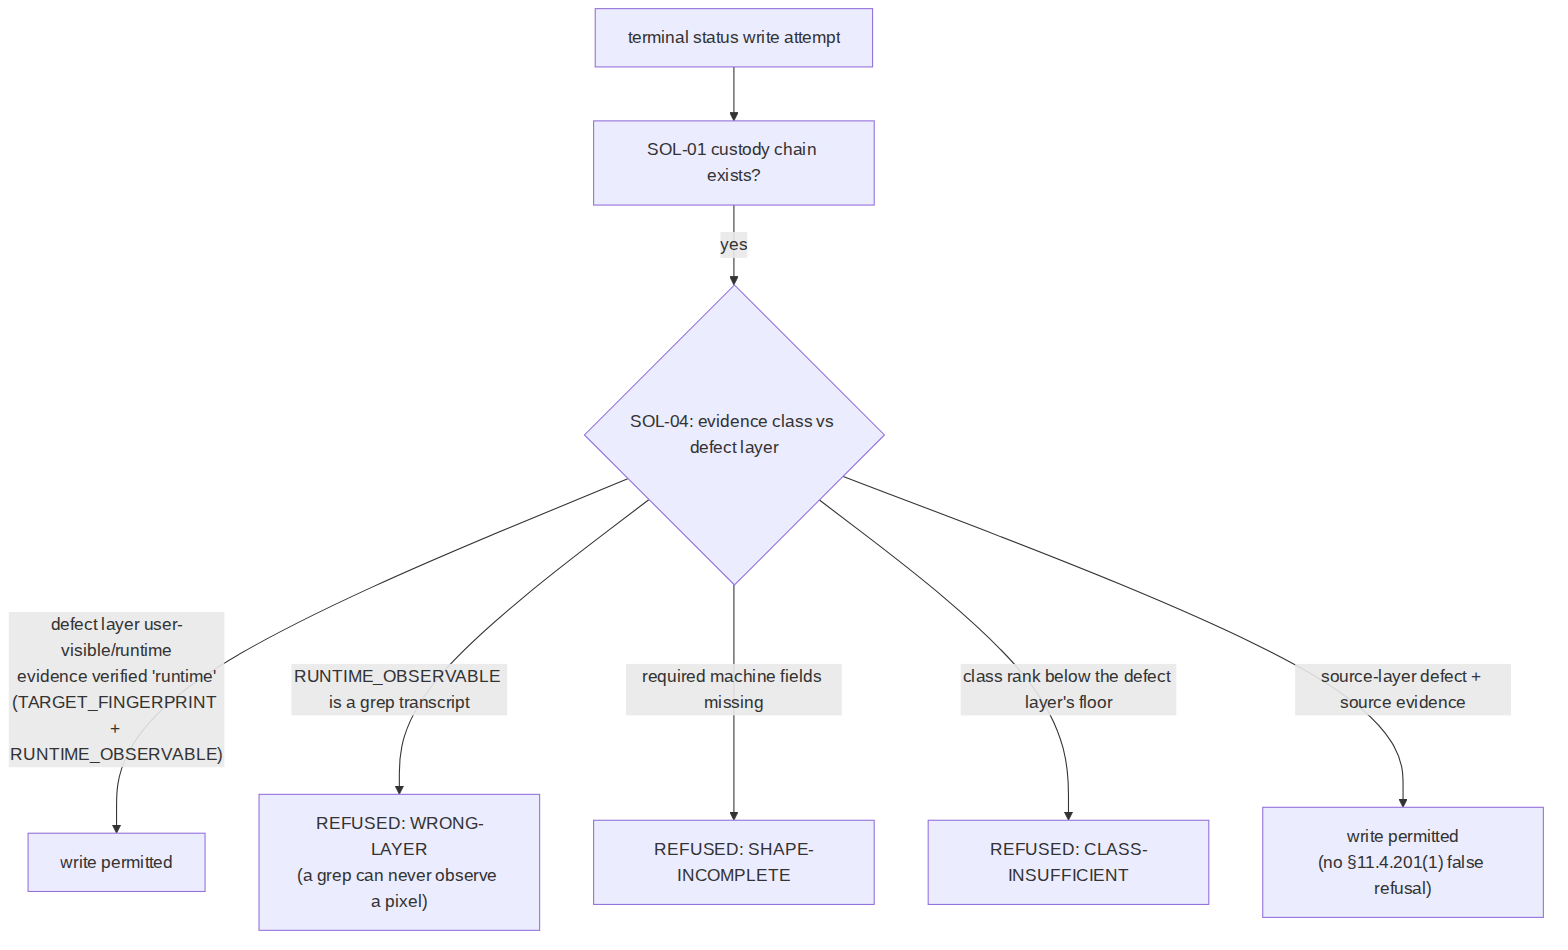 terminal status write attempt
SOL-01 custody chain
exists?
yes
SOL-04: evidence class vs
defect layer
defect layer user-
visible/runtime
evidence verified 'runtime'
(TARGET_FINGERPRINT
+
RUNTIME_OBSERVABLE)
RUNTIME_OBSERVABLE
is a grep transcript
required machine fields
missing
class rank below the defect
layer's floor
source-layer defect +
source evidence
write permitted
REFUSED: WRONG-
LAYER
(a grep can never observe
a pixel)
REFUSED: SHAPE-
INCOMPLETE
REFUSED: CLASS-
INSUFFICIENT
write permitted
(no §11.4.201(1) false
refusal)